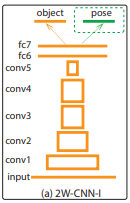 object pose
fc7
fc6
conv5
conv4
conv3
conv2
conv1
input
(a) 2W-CNN-I